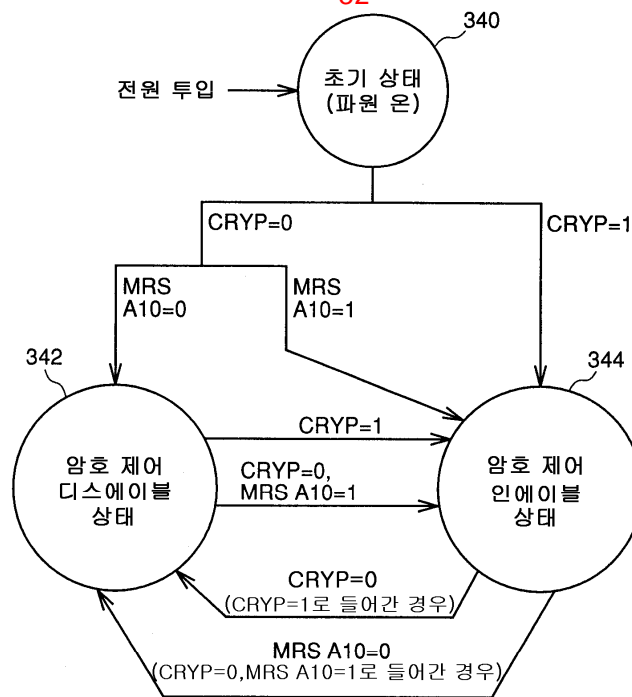 340
전원 투입
초기 상태
(파원 온)
CRYP=0
CRYP=1
MRS
A10=0
MRS
A10=1
342
344
암호 제어
디스에이블
상태
CRYP=1
CRYP=0,
MRS A10=1
암호 제어
인에이블
상태
CRYP=0
(CRYP=1로 들어간 경우)
MRS A10=0
(CRYP=0,MRS A10=1로 들어간 경우)